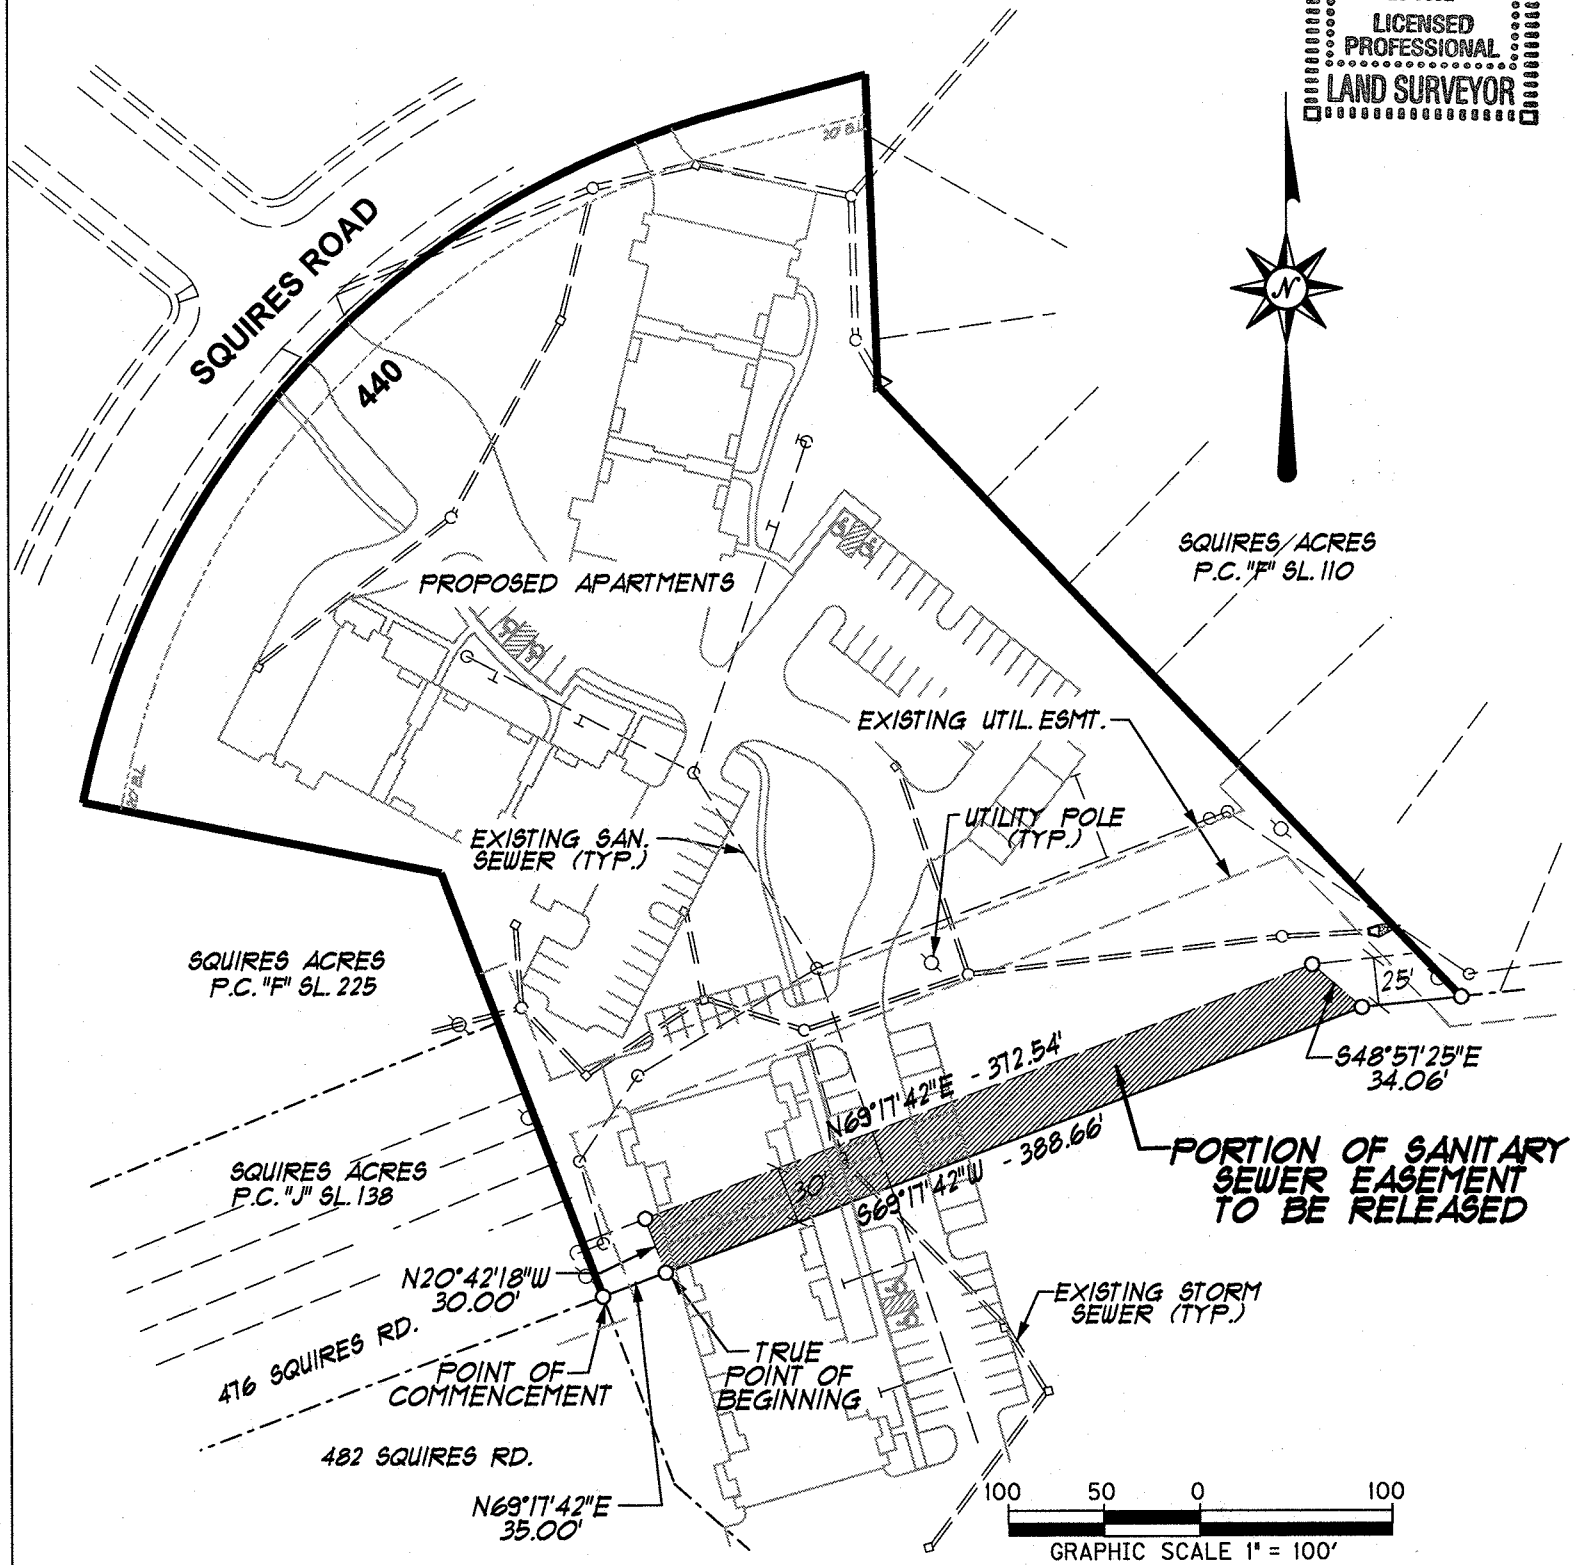 LICENSED
PROFESSIONAL
LAND SURVEYOR
20' B.L.
SQUIRES ROAD
440
N
SQUIRES/ACRES
P.C. "F" SL. 110
PROPOSED APARTMENTS
EXISTING UTIL. ESMT.
20' B.L.
UTILITY POLE
(TYP.)
EXISTING SAN.
SEWER (TYP.)
SQUIRES ACRES
P.C. "F" SL. 225
25'
S48°57'25"E
34.06'
N69°17'42"E - 372.54'
S69°17'42"W - 388.66'
30'
PORTION OF SANITARY
SEWER EASEMENT
TO BE RELEASED
SQUIRES ACRES
P.C. "J" SL. 138
N20°42'18"W
30.00'
EXISTING STORM
SEWER (TYP.)
476 SQUIRES RD.
POINT OF
COMMENCEMENT
TRUE
POINT OF
BEGINNING
482 SQUIRES RD.
N69°17'42"E
35.00'
100 50 0 100
GRAPHIC SCALE 1" = 100'